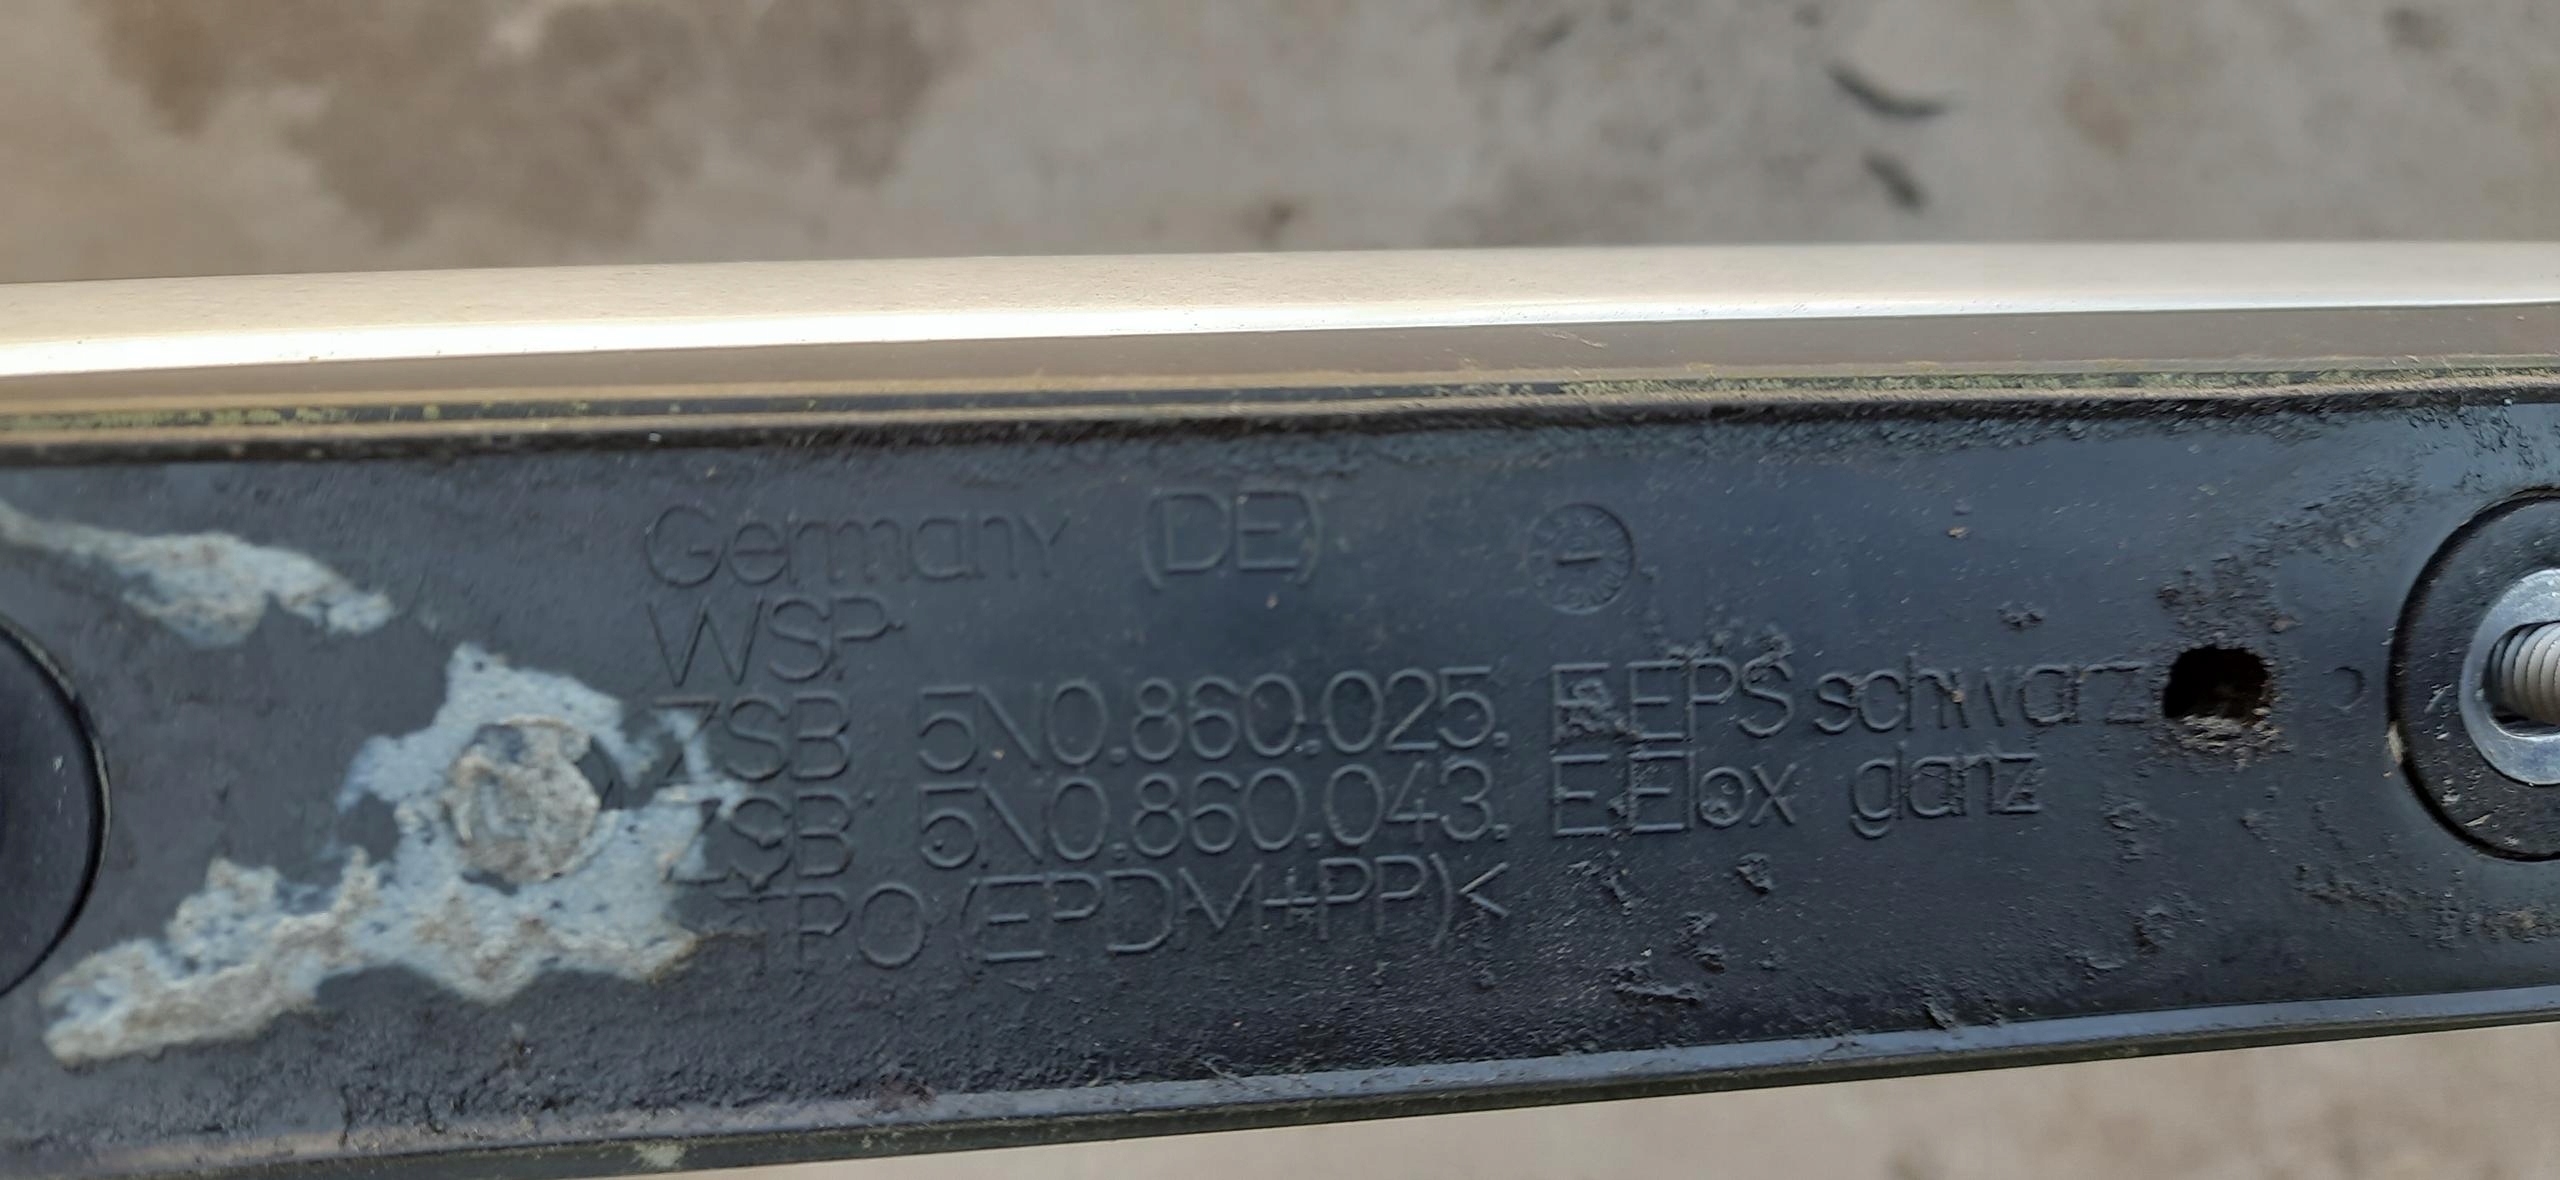 Germany (DE)
WSP
ZSB 5N0.860.025. E EPS schwarz
ZSB 5N0.860.043. E Elox glanz
TPO (EPDM+PP)<